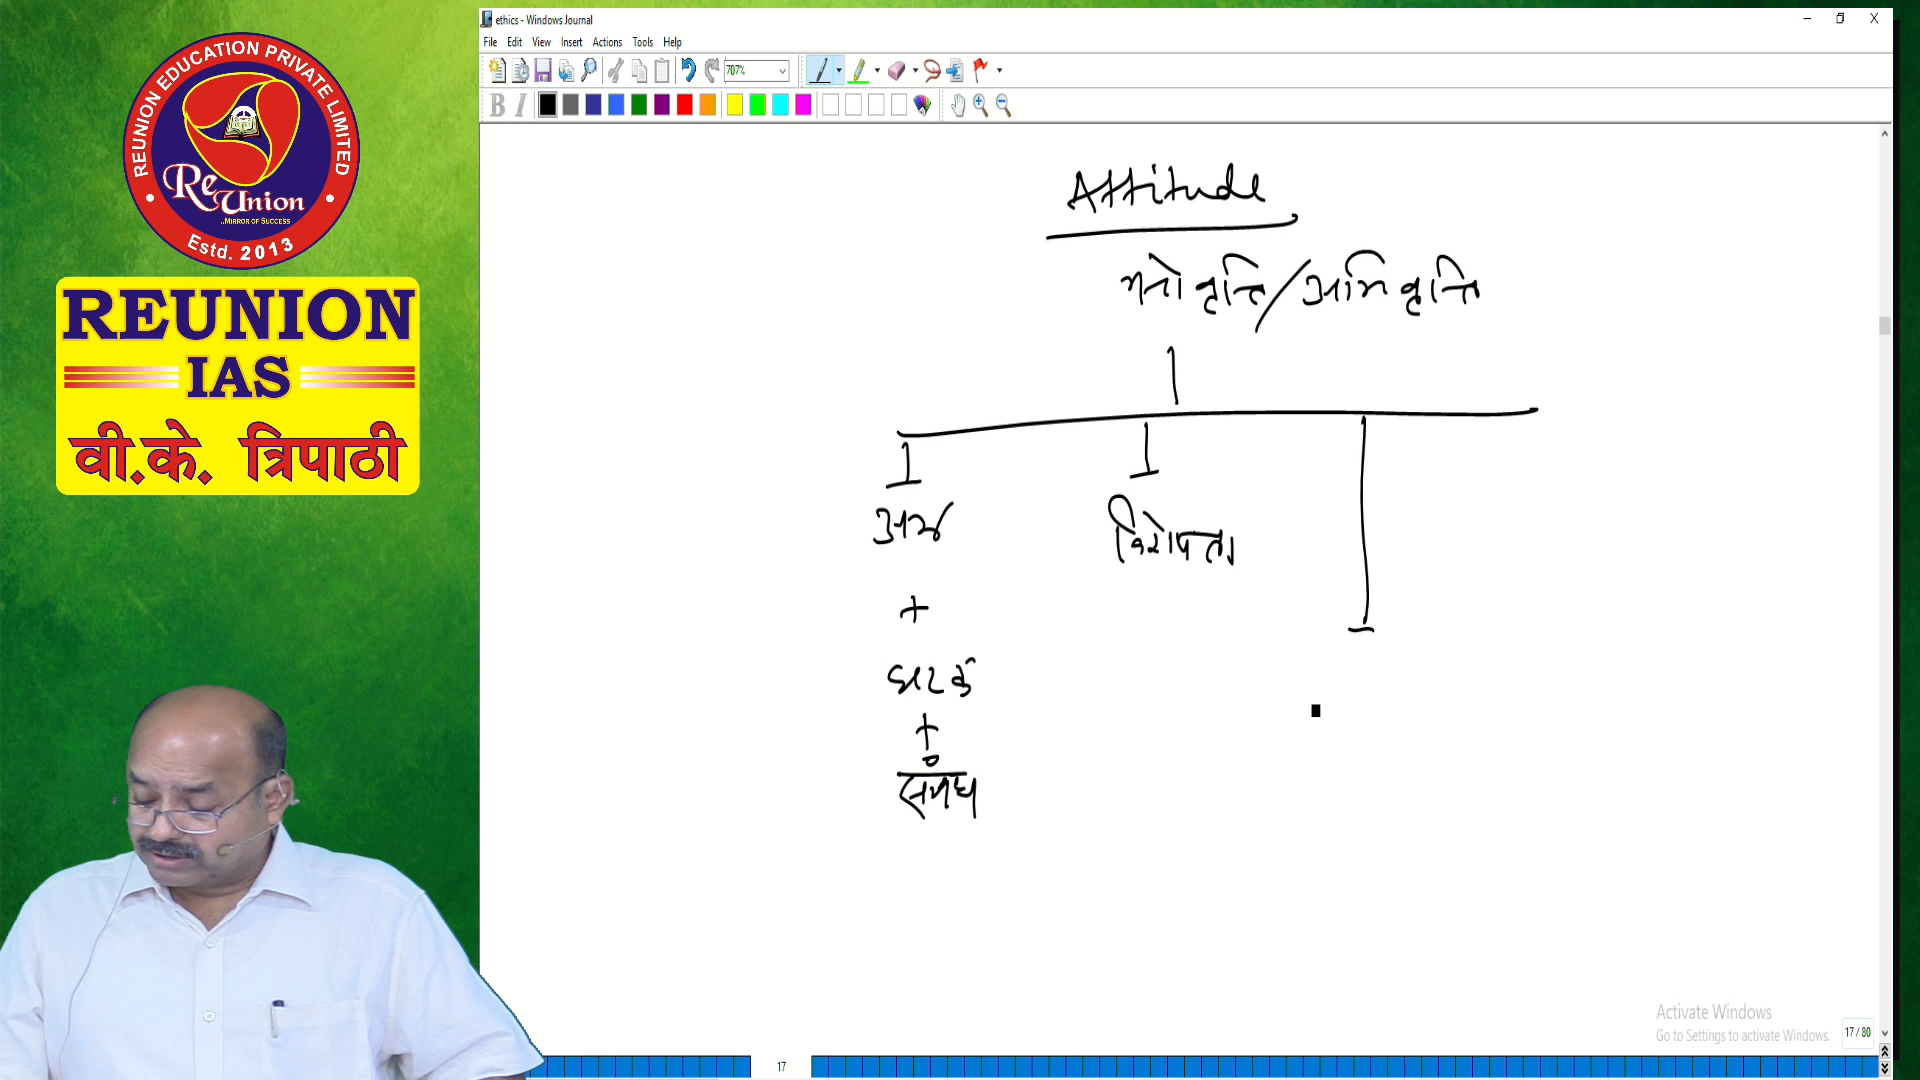 REUNION EDUCATION PRIVATE LIMITED
ReUnion
..MIRROR OF SUCCESS
Estd. 2013
REUNION
IAS
वी.के. त्रिपाठी
ethics - Windows Journal
File Edit View Insert Actions Tools Help
707%
B I
Attitude
मनोवृत्ति/अभिवृत्ति
अर्थ
विशेषता
+
घटक
+
संबंध
Activate Windows
Go to Settings to activate Windows.
17 / 80
17